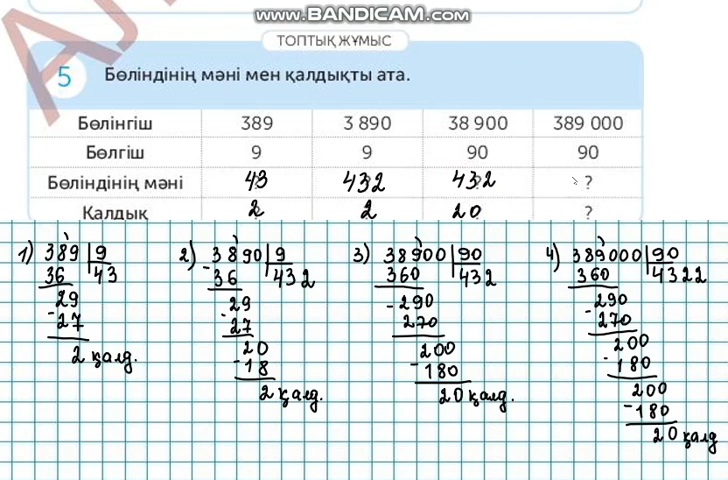 www.BANDICAM.com
ТОПТЫҚ ЖҰМЫС
5 Бөліндінің мәні мен қалдықты ата.
Бөлінгіш 389 3 890 38 900 389 000
Бөлгіш 9 9 90 90
Бөліндінің мәні 43 432 432 ?
Қалдық 2 2 20 ?
1) 389 9 2) 3890 9 3) 38900 90 4) 389000 90
36 43 -36 432 360 432 360 4322
29 29 -290 -290
-27 -27 270 270
2 қалд. 20 200 200
-18 -180 -180
2 қалд. 20 қалд. 200
-180
20 қалд